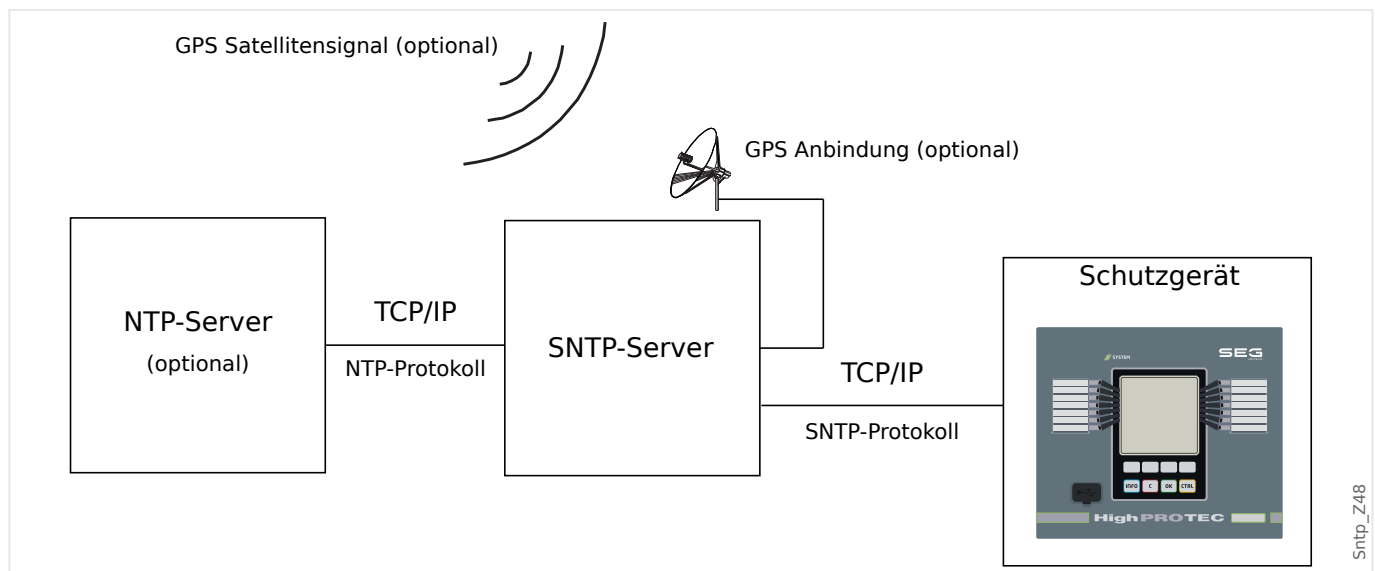 GPS Satellitensignal (optional)
GPS Anbindung (optional)
NTP-Server
(optional)
TCP/IP
NTP-Protokoll
SNTP-Server
TCP/IP
SNTP-Protokoll
Schutzgerät
SYSTEM
SEG
INFO
C
OK
CTRL
HighPROTEC
Sntp_Z48